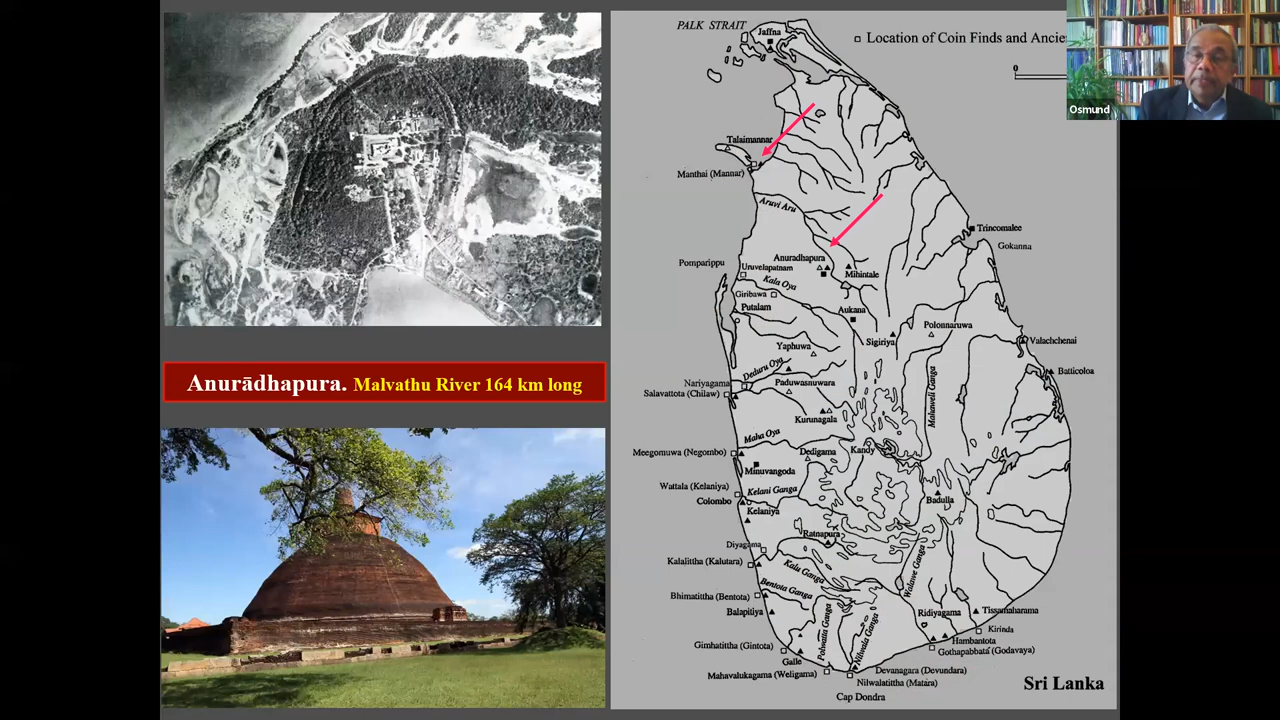 Anurādhapura. Malvathu River 164 km long
PALK STRAIT
Jaffna
Location of Coin Finds and Ancie
0
Osmund
Talaimannar
Manthai (Mannar)
Aruvi Aru
Trincomalee
Gokanna
Pomparippu
Anuradhapura
Uruvelapatnam
Mihintale
Kala Oya
Giribawa
Putalam
Aukana
Polonnaruwa
Sigiriya
Valachchenai
Yaphuwa
Deduru Oya
Batticoloa
Nariyagama
Paduwasnuwara
Salavattota (Chilaw)
Mahaweli Ganga
Kurunagala
Maha Oya
Meegomuwa (Negombo)
Dedigama
Kandy
Minuvangoda
Wattala (Kelaniya)
Kelani Ganga
Colombo
Badulla
Kelaniya
Ratnapura
Diyagama
Kalalittha (Kalutara)
Kalu Ganga
Walawe Ganga
Bentota Ganga
Bhimatittha (Bentota)
Balapitiya
Ridiyagama
Tissamaharama
Polwatta Ganga
Nilwala Ganga
Kirinda
Hambantota
Gimhatittha (Gintota)
Gothapabbata (Godavaya)
Galle
Mahavalukagama (Weligama)
Devanagara (Devundara)
Nilwalatittha (Matara)
Cap Dondra
Sri Lanka